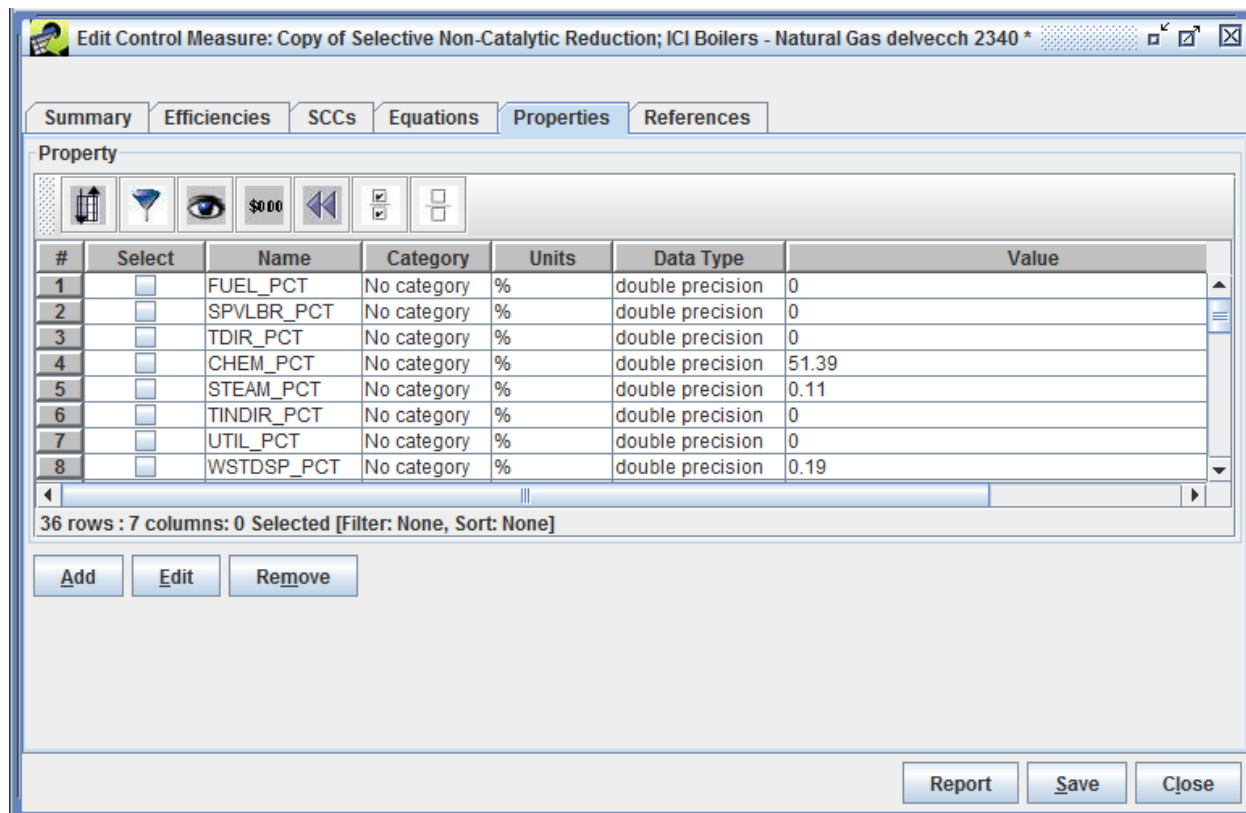 Edit Control Measure: Copy of Selective Non-Catalytic Reduction; ICI Boilers - Natural Gas delvecch 2340 *
Summary Efficiencies SCCs Equations Properties References
Property
$0.00
# Select Name Category Units Data Type Value
1 FUEL_PCT No category % double precision 0
2 SPVLBR_PCT No category % double precision 0
3 TDIR_PCT No category % double precision 0
4 CHEM_PCT No category % double precision 51.39
5 STEAM_PCT No category % double precision 0.11
6 TINDIR_PCT No category % double precision 0
7 UTIL_PCT No category % double precision 0
8 WSTDSP_PCT No category % double precision 0.19
36 rows : 7 columns: 0 Selected [Filter: None, Sort: None]
Add Edit Remove
Report Save Close